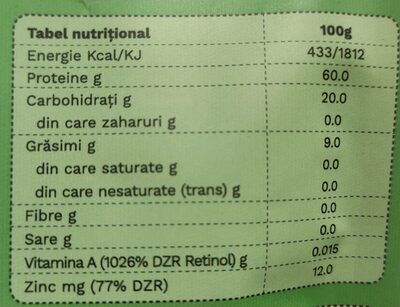 Tabel nutrițional 100g
Energie Kcal/KJ 433/1812
Proteine g 60.0
Carbohidrați g 20.0
din care zaharuri g 0.0
Grăsimi g 9.0
din care saturate g 0.0
din care nesaturate (trans) g 0.0
Fibre g 0.0
Sare g 0.0
Vitamina A (1026% DZR Retinol) g 0.015
Zinc mg (77% DZR) 12.0